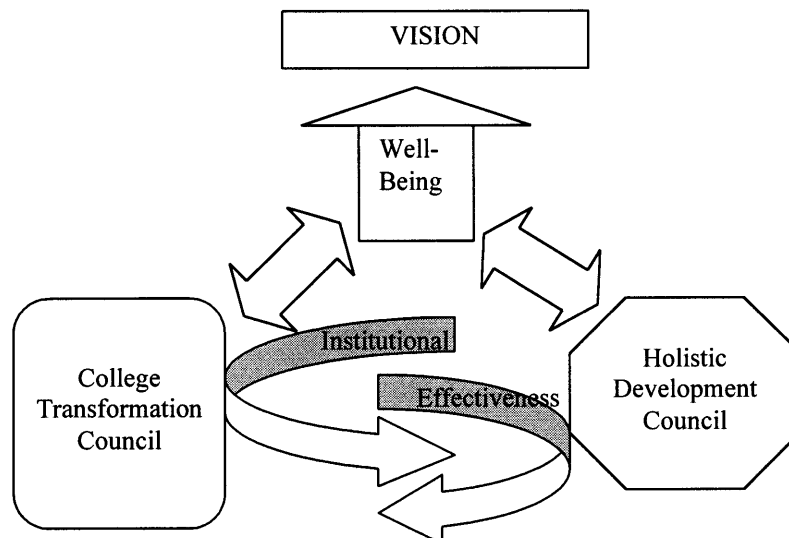 VISION
Well-
Being
Institutional
Effectiveness
College
Transformation
Council
Holistic
Development
Council